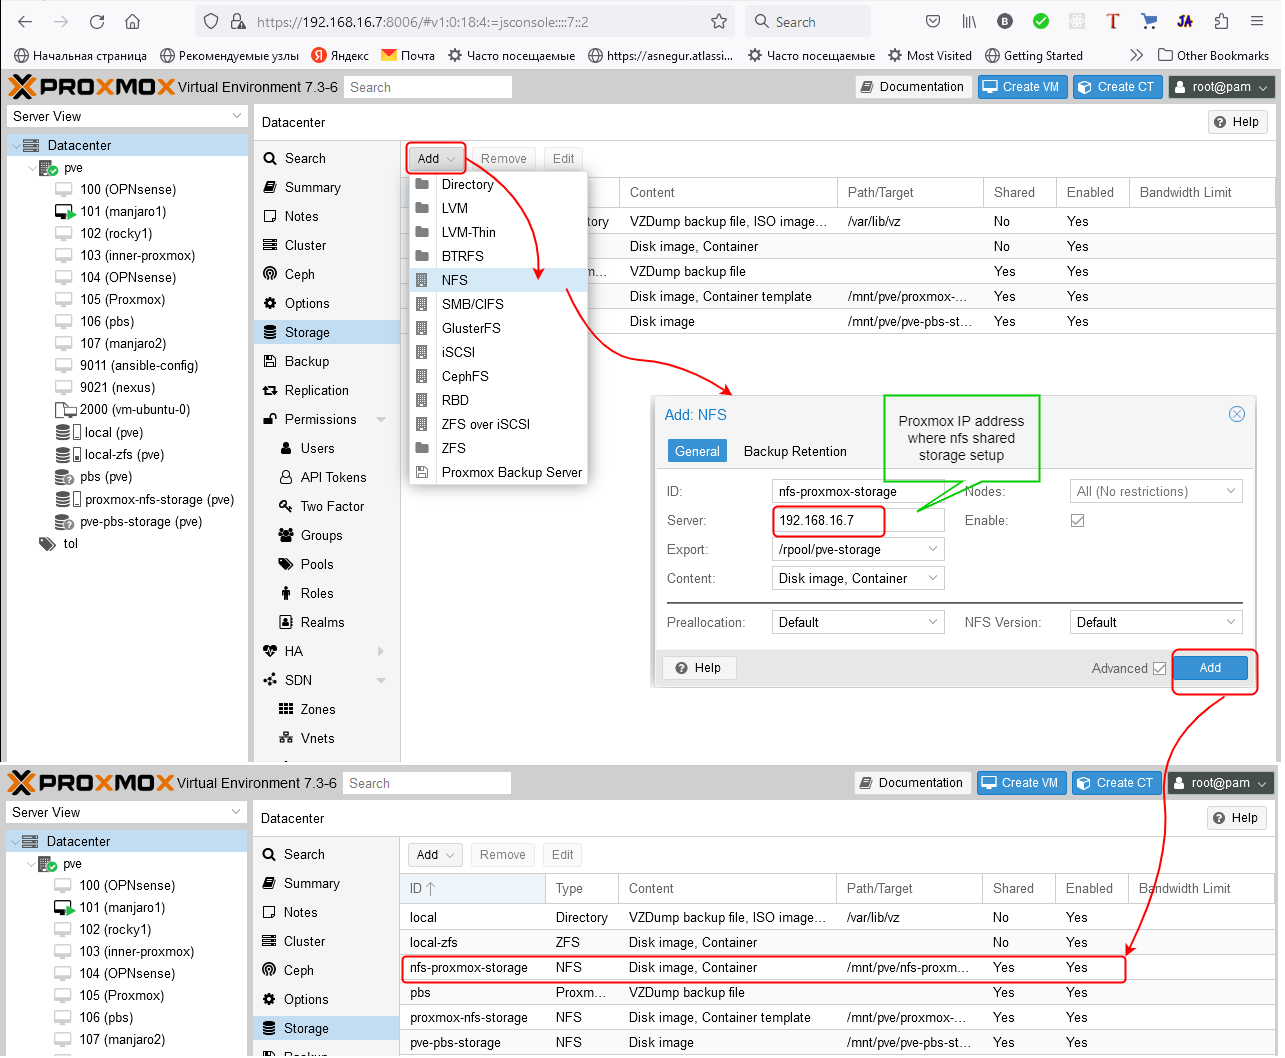 https://192.168.16.7:8006/#v1:0:18:4:=jsconsole::::7::2
Search
Начальная страница
Рекомендуемые узлы
Яндекс
Почта
Часто посещаемые
https://asnegur.atlassi...
Часто посещаемые
Most Visited
Getting Started
Other Bookmarks
PROXMOX Virtual Environment 7.3-6
Search
Documentation
Create VM
Create CT
root@pam
Server View
Datacenter
Help
Datacenter
pve
100 (OPNsense)
101 (manjaro1)
102 (rocky1)
103 (inner-proxmox)
104 (OPNsense)
105 (Proxmox)
106 (pbs)
107 (manjaro2)
9011 (ansible-config)
9021 (nexus)
2000 (vm-ubuntu-0)
local (pve)
local-zfs (pve)
pbs (pve)
proxmox-nfs-storage (pve)
pve-pbs-storage (pve)
tol
Search
Summary
Notes
Cluster
Ceph
Options
Storage
Backup
Replication
Permissions
Users
API Tokens
Two Factor
Groups
Pools
Roles
Realms
HA
SDN
Zones
Vnets
Add
Remove
Edit
Directory
LVM
LVM-Thin
BTRFS
NFS
SMB/CIFS
GlusterFS
iSCSI
CephFS
RBD
ZFS over iSCSI
ZFS
Proxmox Backup Server
Content Path/Target Shared Enabled Bandwidth Limit
tory VZDump backup file, ISO image... /var/lib/vz No Yes
Disk image, Container No Yes
m... VZDump backup file Yes Yes
Disk image, Container template /mnt/pve/proxmox-... Yes Yes
Disk image /mnt/pve/pve-pbs-st... Yes Yes
Add: NFS
General
Backup Retention
Proxmox IP address
where nfs shared
storage setup
ID: nfs-proxmox-storage Nodes: All (No restrictions)
Server: 192.168.16.7 Enable:
Export: /rpool/pve-storage
Content: Disk image, Container
Preallocation: Default NFS Version: Default
Help
Advanced
Add
PROXMOX Virtual Environment 7.3-6
Search
Documentation
Create VM
Create CT
root@pam
Server View
Datacenter
Help
Datacenter
pve
100 (OPNsense)
101 (manjaro1)
102 (rocky1)
103 (inner-proxmox)
104 (OPNsense)
105 (Proxmox)
106 (pbs)
107 (manjaro2)
Search
Summary
Notes
Cluster
Ceph
Options
Storage
Backup
Add
Remove
Edit
ID Type Content Path/Target Shared Enabled Bandwidth Limit
local Directory VZDump backup file, ISO image... /var/lib/vz No Yes
local-zfs ZFS Disk image, Container No Yes
nfs-proxmox-storage NFS Disk image, Container /mnt/pve/nfs-proxm... Yes Yes
pbs Proxm... VZDump backup file Yes Yes
proxmox-nfs-storage NFS Disk image, Container template /mnt/pve/proxmox-... Yes Yes
pve-pbs-storage NFS Disk image /mnt/pve/pve-pbs-st... Yes Yes